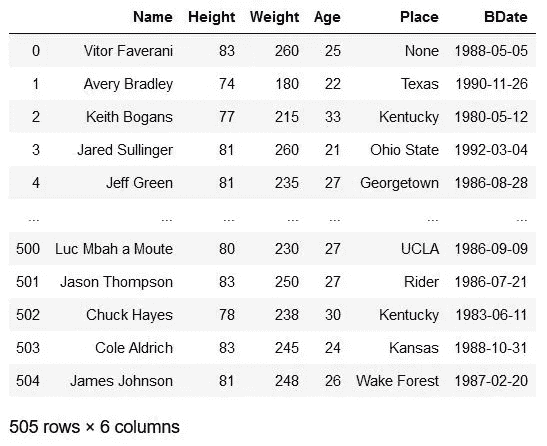 Name Height Weight Age Place BDate
0 Vitor Faverani 83 260 25 None 1988-05-05
1 Avery Bradley 74 180 22 Texas 1990-11-26
2 Keith Bogans 77 215 33 Kentucky 1980-05-12
3 Jared Sullinger 81 260 21 Ohio State 1992-03-04
4 Jeff Green 81 235 27 Georgetown 1986-08-28
... ... ... ... ... ... ...
500 Luc Mbah a Moute 80 230 27 UCLA 1986-09-09
501 Jason Thompson 83 250 27 Rider 1986-07-21
502 Chuck Hayes 78 238 30 Kentucky 1983-06-11
503 Cole Aldrich 83 245 24 Kansas 1988-10-31
504 James Johnson 81 248 26 Wake Forest 1987-02-20
505 rows × 6 columns